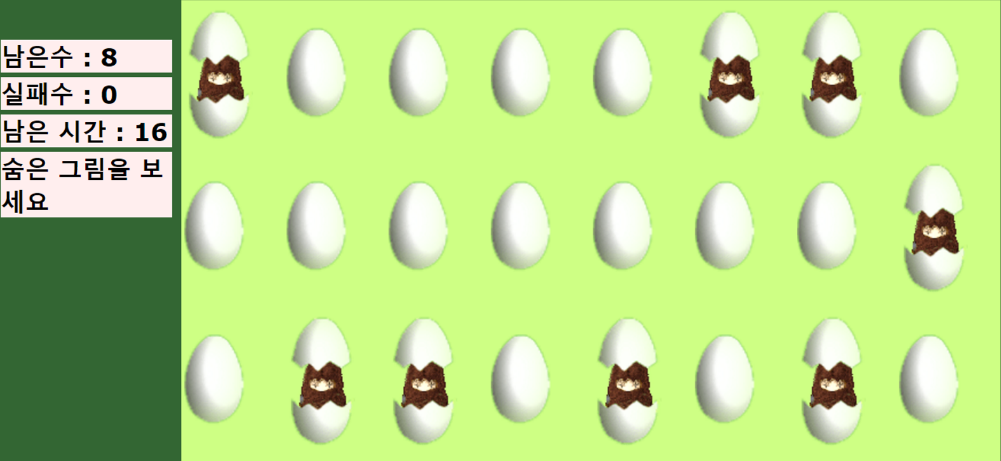 남은수 : 8
실패수 : 0
남은 시간 : 16
숨은 그림을 보
세요